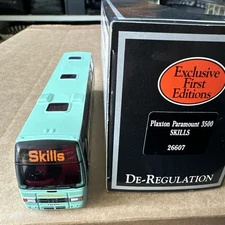 Skills
Exclusive
First
Editions
Plaxton Paramount 3500
SKILLS
26607
DE-REGULATION